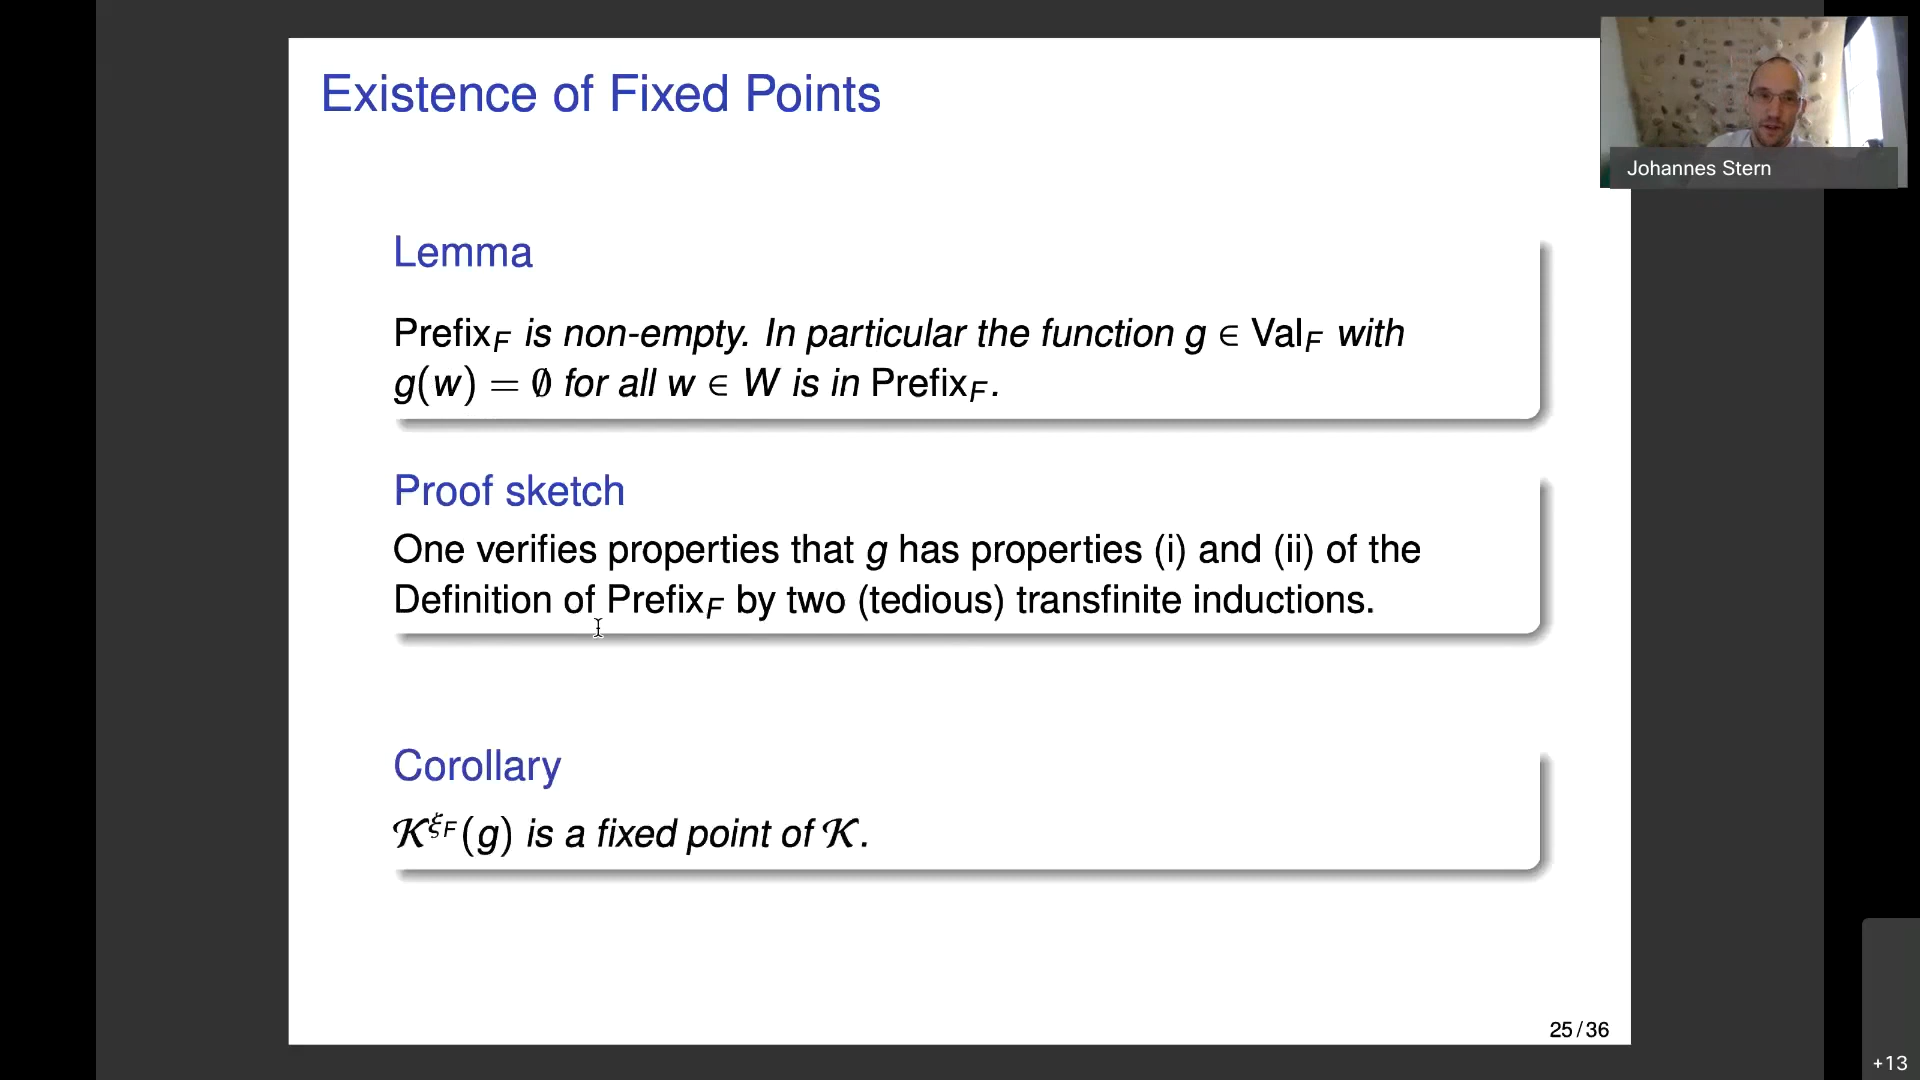 Existence of Fixed Points
Johannes Stern
Lemma
Prefix_F is non-empty. In particular the function g ∈ Val_F with
g(w) = ∅ for all w ∈ W is in Prefix_F.
Proof sketch
One verifies properties that g has properties (i) and (ii) of the
Definition of Prefix_F by two (tedious) transfinite inductions.
Corollary
𝒦^{ξ_F}(g) is a fixed point of 𝒦.
25/36
+13